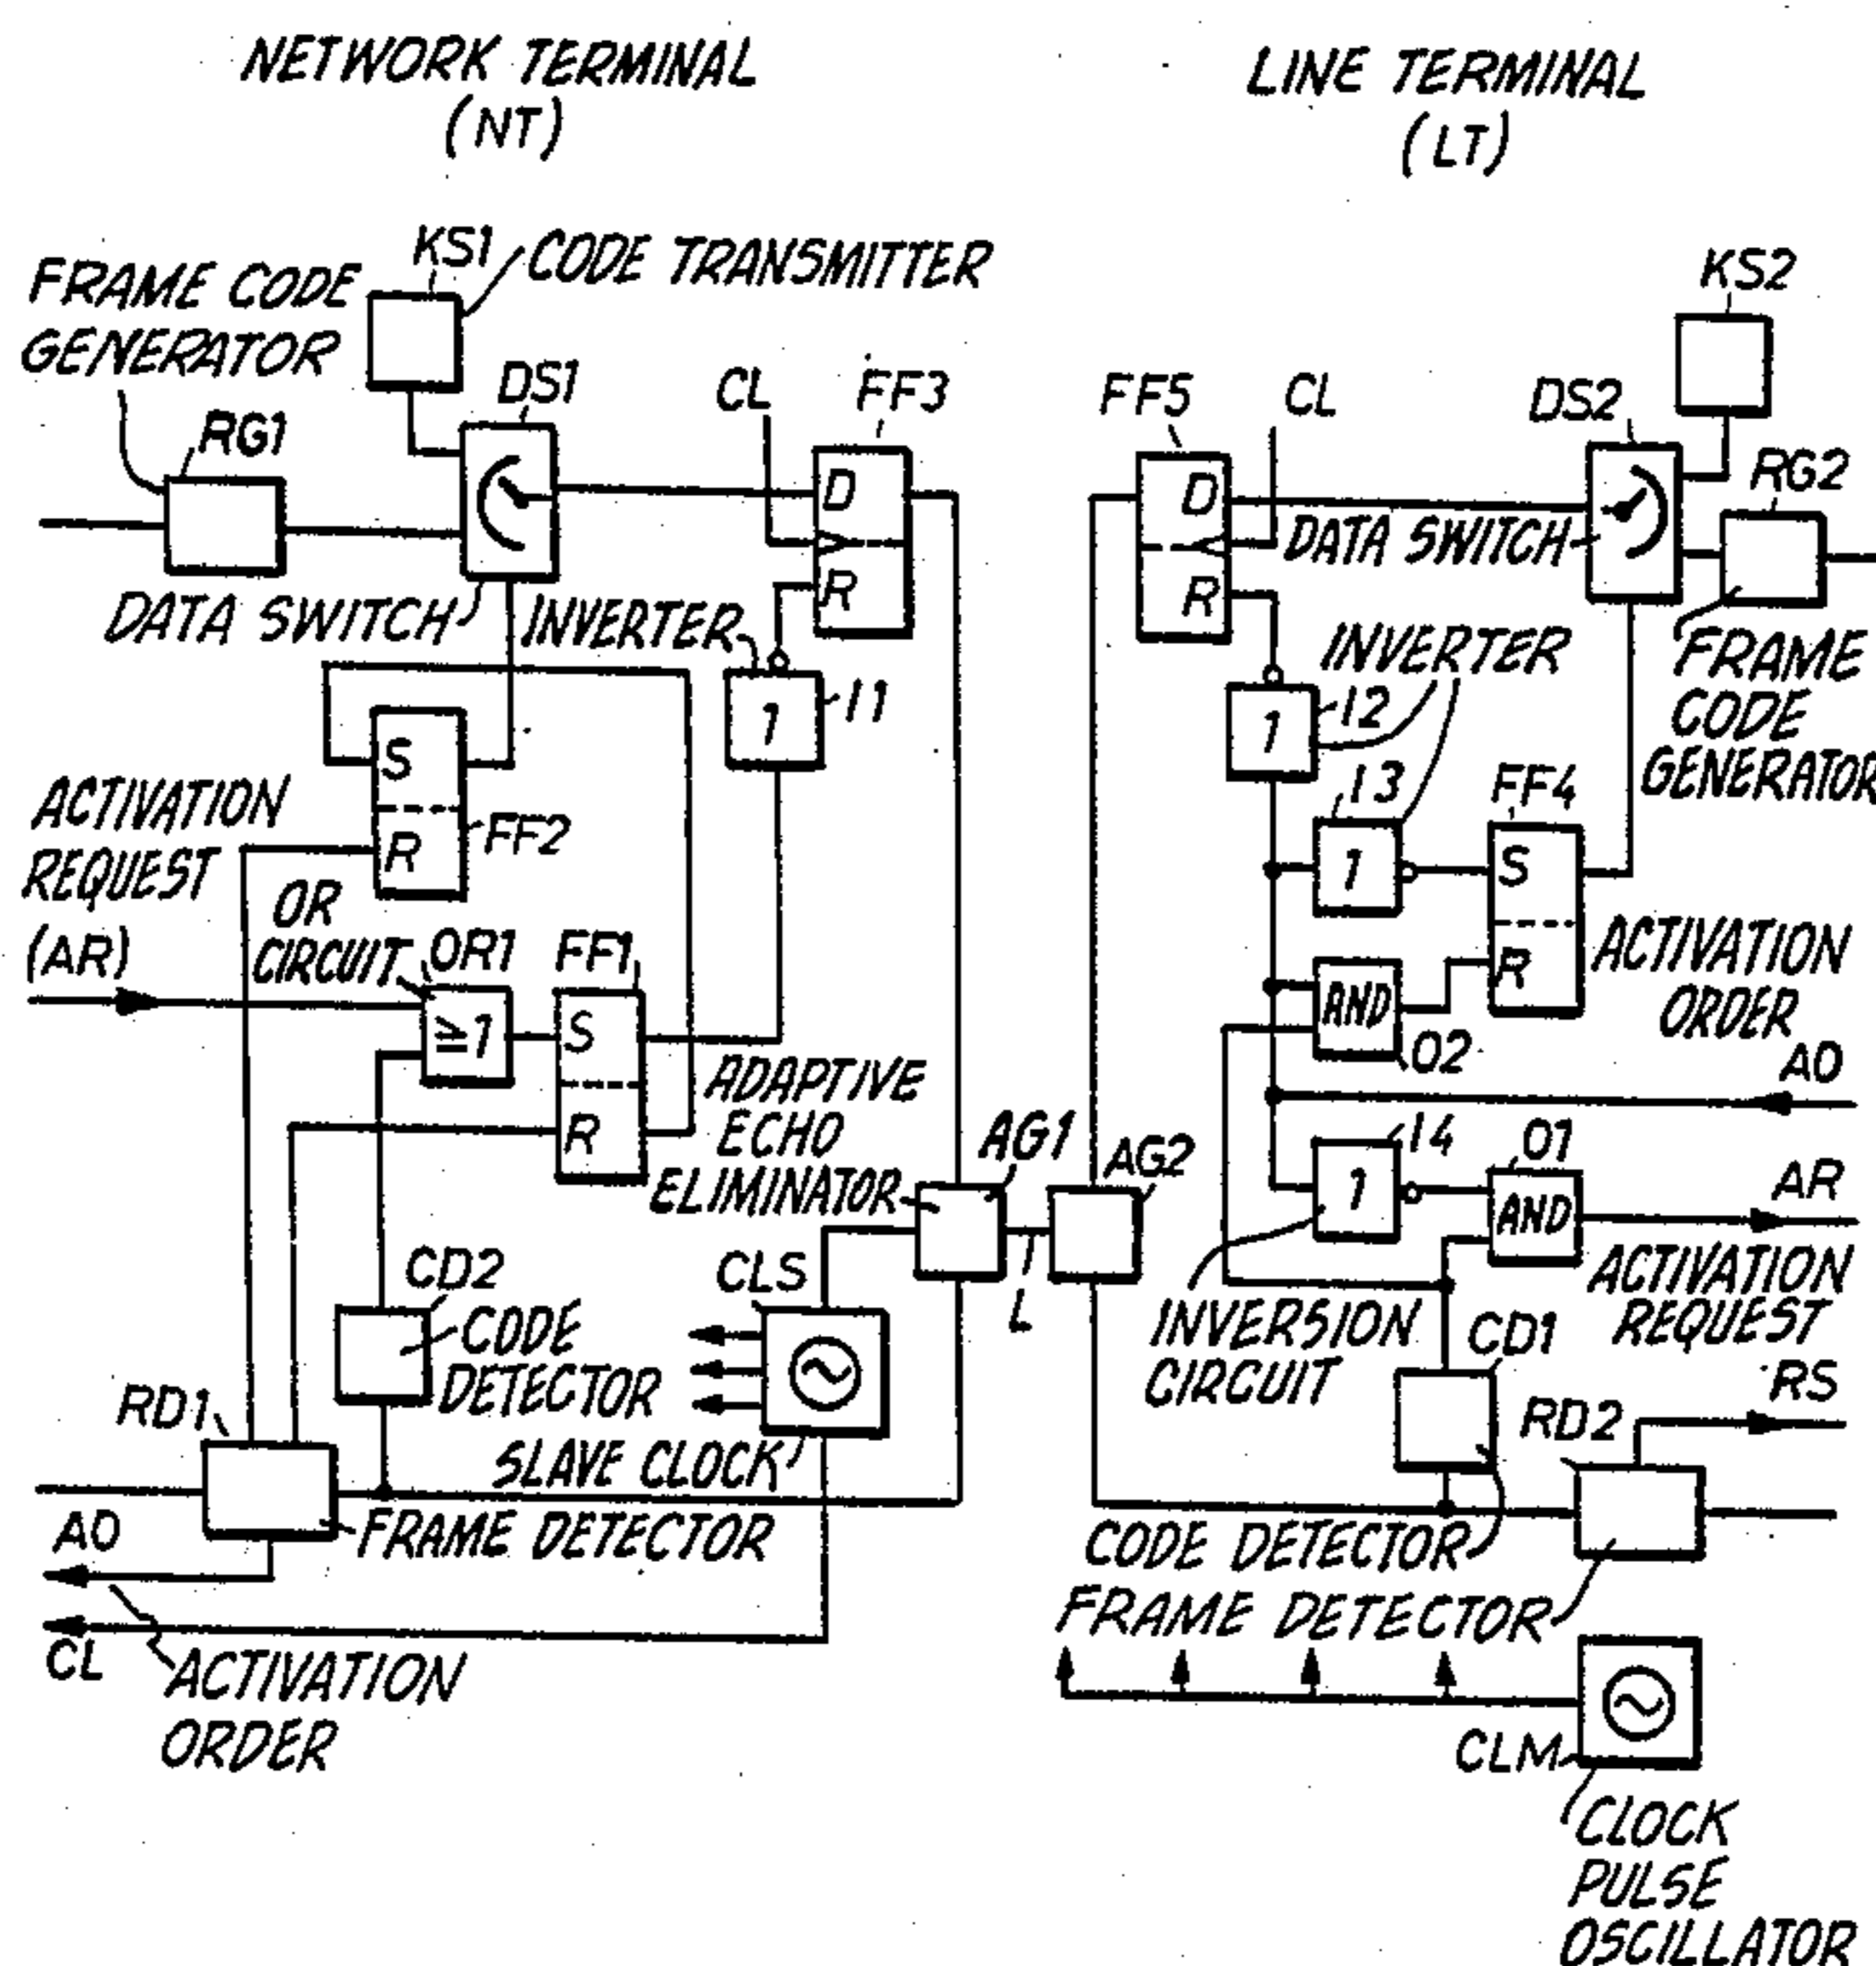 NETWORK TERMINAL
(NT)
LINE TERMINAL
(LT)
KS1
CODE TRANSMITTER
FRAME CODE
GENERATOR
RG1
DS1
CL
FF3
D
R
DATA SWITCH
INVERTER
1
I1
S
R
FF2
ACTIVATION
REQUEST
(AR)
OR
CIRCUIT
OR1
≥1
FF1
S
R
ADAPTIVE
ECHO
ELIMINATOR
AG1
AG2
L
CD2
CODE
DETECTOR
CLS
SLAVE CLOCK
RD1
FRAME DETECTOR
AO
CL
ACTIVATION
ORDER
KS2
FF5
CL
DS2
RG2
D
R
DATA SWITCH
INVERTER
FRAME
CODE
GENERATOR
1
I2
I3
1
FF4
S
R
AND
O2
ACTIVATION
ORDER
AO
I4
1
O1
AND
AR
ACTIVATION
REQUEST
INVERSION
CIRCUIT
CD1
RS
RD2
CODE DETECTOR
FRAME DETECTOR
CLM
CLOCK
PULSE
OSCILLATOR